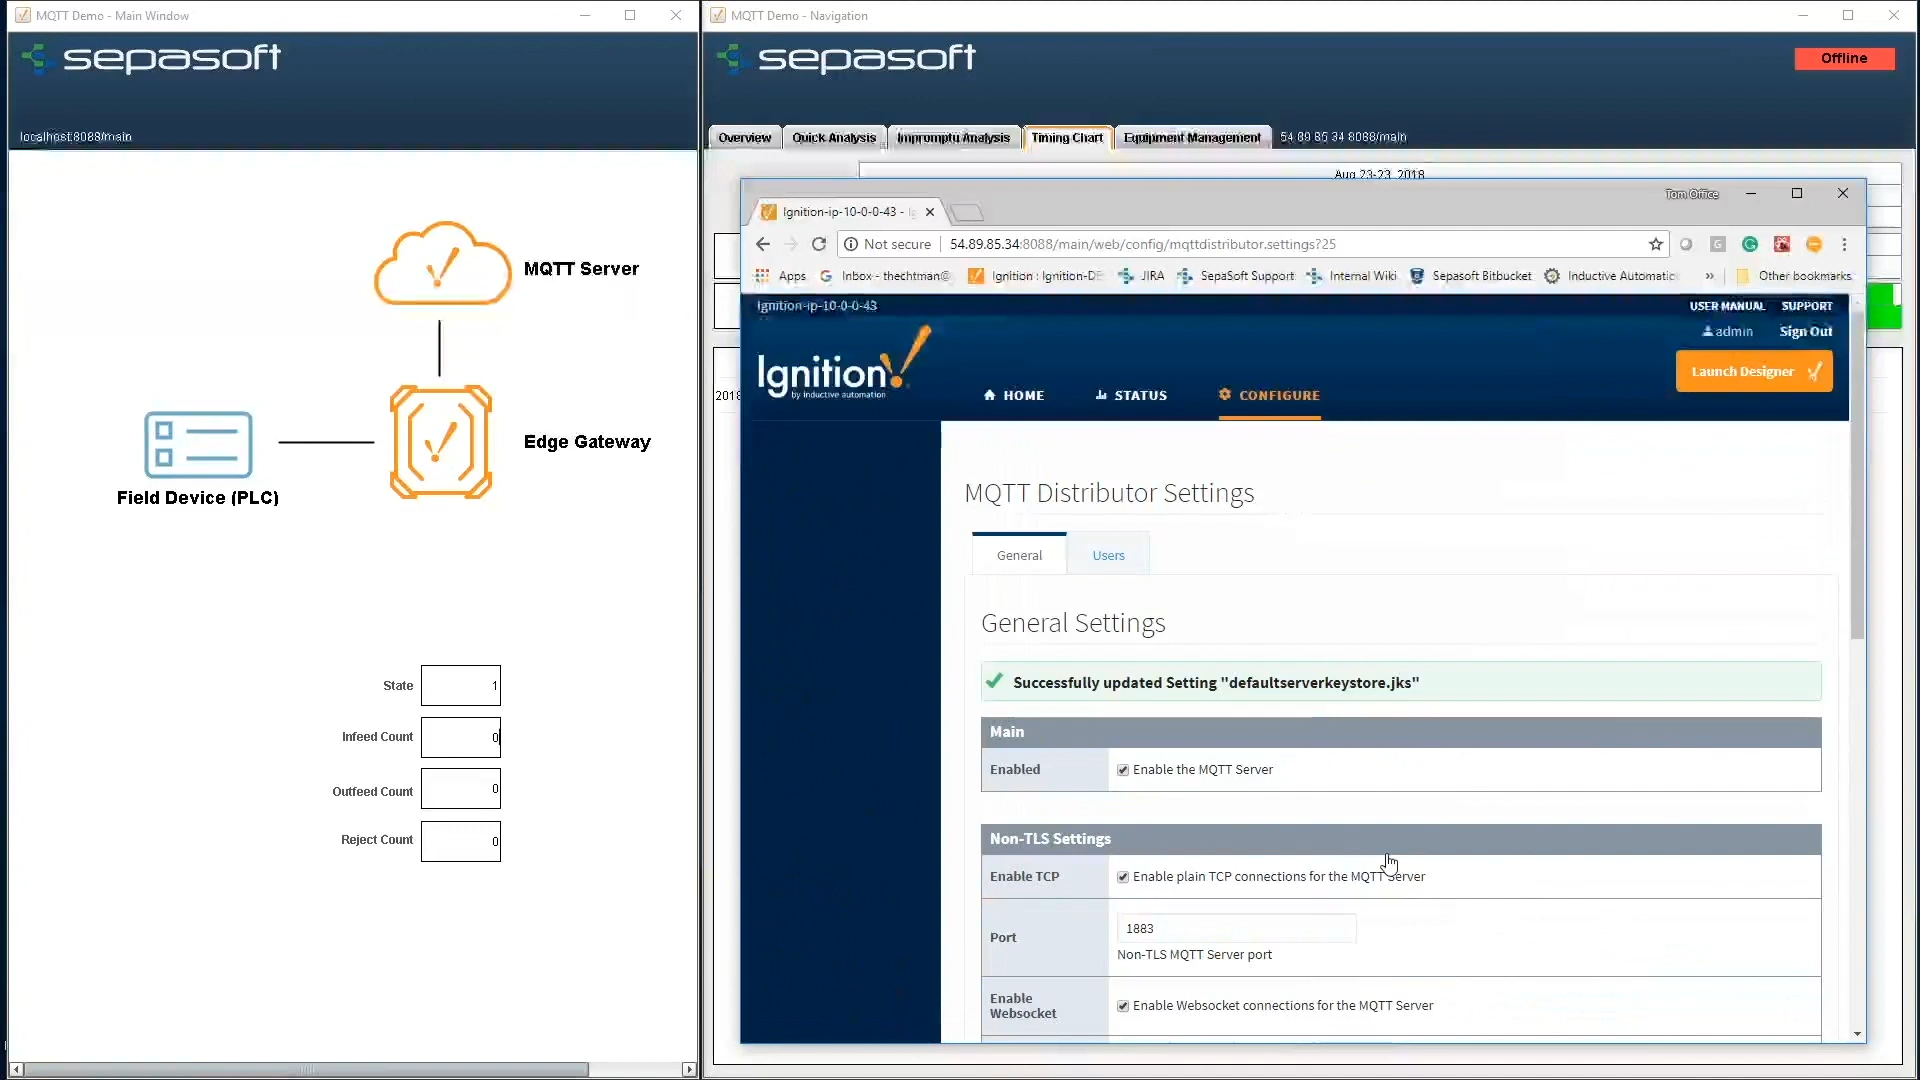 MQTT Demo - Main Window
sepasoft
localhost:8088/main
MQTT Server
Edge Gateway
Field Device (PLC)
State 1
Infeed Count 0
Outfeed Count 0
Reject Count 0
MQTT Demo - Navigation
sepasoft
Offline
Overview Quick Analysis Impromptu Analysis Timing Chart Equipment Management 54.89.85.34:8088/main
Aug 23-23, 2018
2018
Tom Office
Ignition-ip-10-0-0-43 -
Not secure 54.89.85.34:8088/main/web/config/mqttdistributor.settings?25
Apps Inbox - thechtman@ Ignition : Ignition-DE JIRA SepaSoft Support Internal Wiki Sepasoft Bitbucket Inductive Automatic » Other bookmarks
Ignition-ip-10-0-0-43
USER MANUAL SUPPORT
admin Sign Out
Ignition!
by inductive automation
Launch Designer
HOME STATUS CONFIGURE
MQTT Distributor Settings
General Users
General Settings
Successfully updated Setting "defaultserverkeystore.jks"
Main
Enabled Enable the MQTT Server
Non-TLS Settings
Enable TCP Enable plain TCP connections for the MQTT Server
Port 1883
Non-TLS MQTT Server port
Enable
Websocket Enable Websocket connections for the MQTT Server